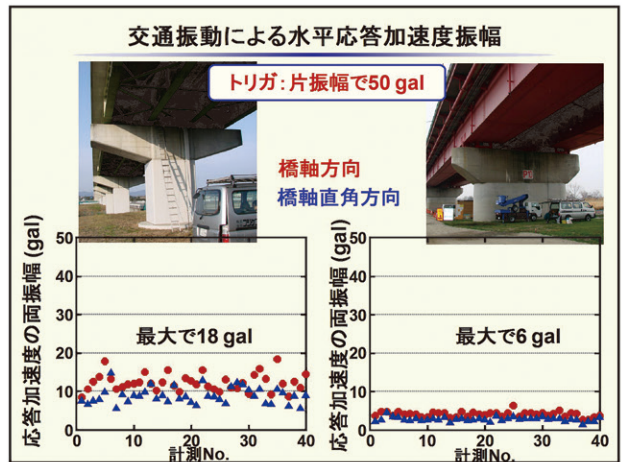 交通振動による水平応答加速度振幅
トリガ：片振幅で50 gal
橋軸方向
橋軸直角方向
応答加速度の両振幅 (gal)
50
40
30
20
10
0
最大で18 gal
0 10 20 30 40
計測No.
応答加速度の両振幅 (gal)
50
40
30
20
10
0
最大で6 gal
0 10 20 30 40
計測No.